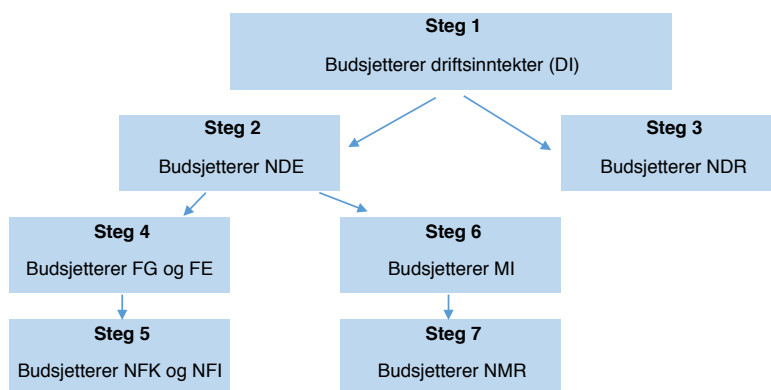 Steg 1
Budsjetterer driftsinntekter (DI)
Steg 2
Budsjetterer NDE
Steg 3
Budsjetterer NDR
Steg 4
Budsjetterer FG og FE
Steg 6
Budsjetterer MI
Steg 5
Budsjetterer NFK og NFI
Steg 7
Budsjetterer NMR